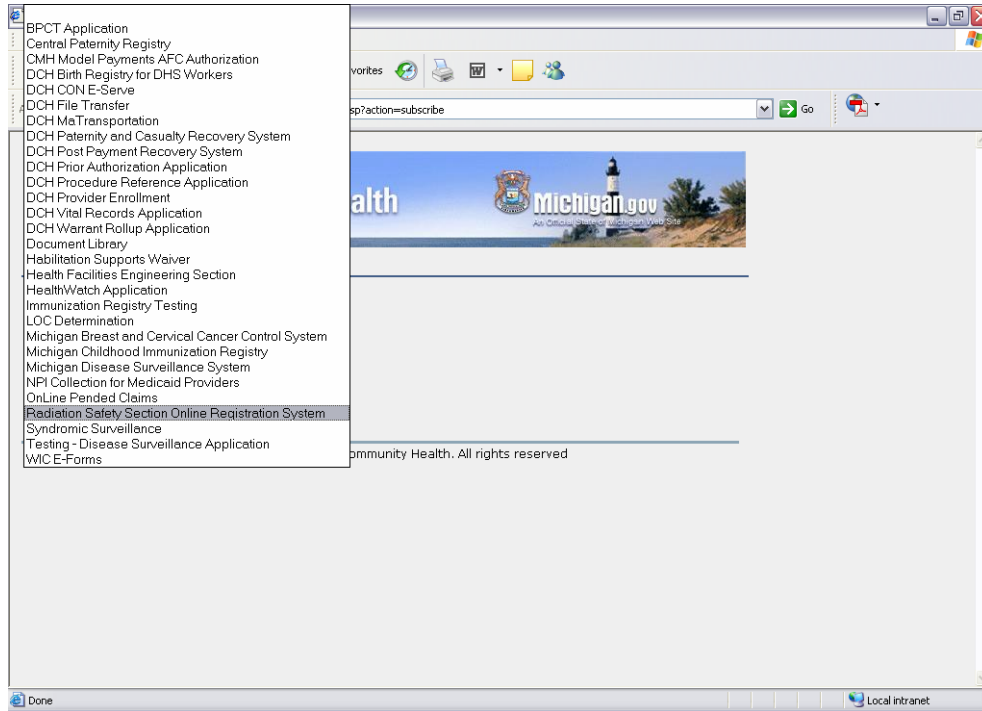 BPCT Application
Central Paternity Registry
CMH Model Payments AFC Authorization
DCH Birth Registry for DHS Workers
DCH CON E-Serve
DCH File Transfer
DCH MaTransportation
DCH Paternity and Casualty Recovery System
DCH Post Payment Recovery System
DCH Prior Authorization Application
DCH Procedure Reference Application
DCH Provider Enrollment
DCH Vital Records Application
DCH Warrant Rollup Application
Document Library
Habilitation Supports Waiver
Health Facilities Engineering Section
HealthWatch Application
Immunization Registry Testing
LOC Determination
Michigan Breast and Cervical Cancer Control System
Michigan Childhood Immunization Registry
Michigan Disease Surveillance System
NPI Collection for Medicaid Providers
OnLine Pended Claims
Radiation Safety Section Online Registration System
Syndromic Surveillance
Testing - Disease Surveillance Application
WIC E-Forms
vorites
sp?action=subscribe
Go
alth
Michigan.gov
An Official State of Michigan Web Site
ommunity Health. All rights reserved
Done
Local intranet